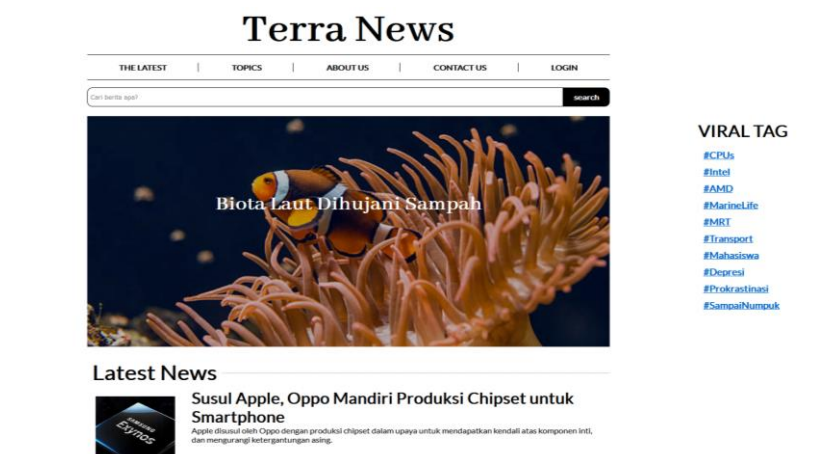 Terra News
THE LATEST | TOPICS | ABOUT US | CONTACT US | LOGIN
Cari berita apa?
search
Biota Laut Dihujani Sampah
VIRAL TAG
#CPUs
#Intel
#AMD
#MarineLife
#MRT
#Transport
#Mahasiswa
#Depresi
#Prokrastinasi
#SampaiNumpuk
Latest News
SAMSUNG
Exynos
Susul Apple, Oppo Mandiri Produksi Chipset untuk
Smartphone
Apple disusul oleh Oppo dengan produksi chipset dalam upaya untuk mendapatkan kendali atas komponen inti,
dan mengurangi ketergantungan asing.